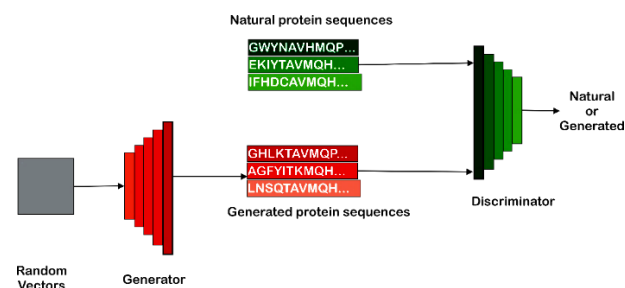 Natural protein sequences
GWYNAVHMQP...
EKIYTAVMQH...
IFHDCAVMQH...
Natural
or
Generated
GHLKTAVMQP...
AGFYITKMQH...
LNSQTAVMQH...
Generated protein sequences
Discriminator
Random
Vectors
Generator